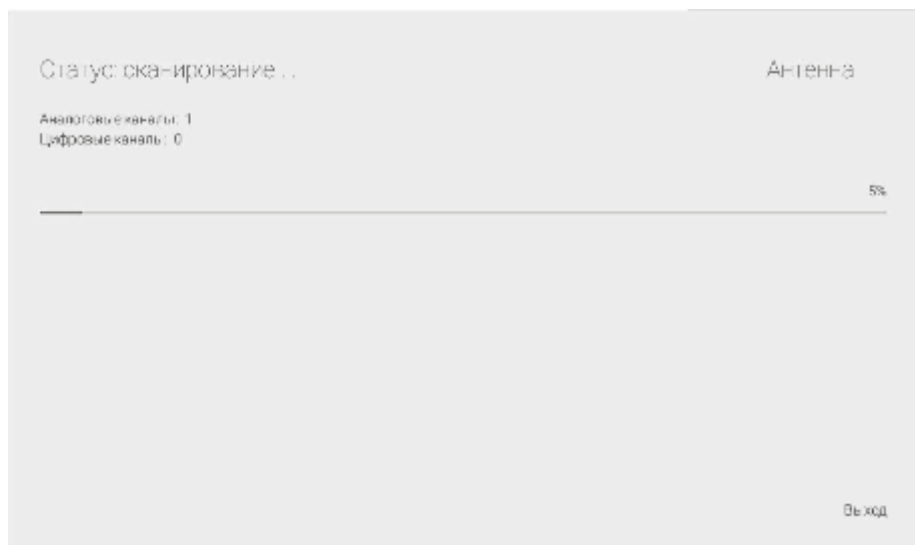 Статус: сканирование . . .
Антенна
Аналоговые каналы: 1
Цифровые каналы: 0
5%
Выход